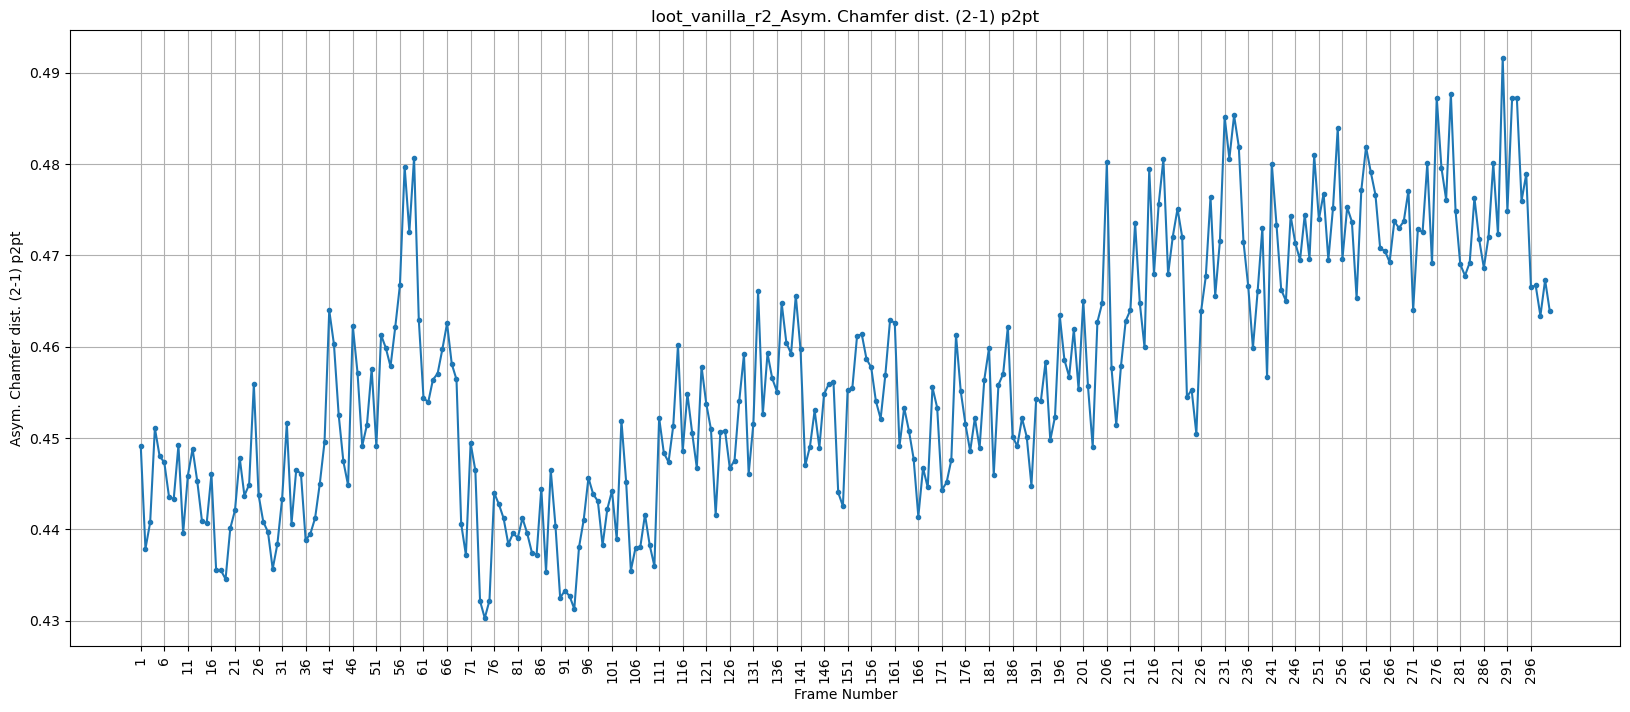 loot_vanilla_r2_Asym. Chamfer dist. (2-1) p2pt
Asym. Chamfer dist. (2-1) p2pt
0.49
0.48
0.47
0.46
0.45
0.44
0.43
1 6 11 16 21 26 31 36 41 46 51 56 61 66 71 76 81 86 91 96 101 106 111 116 121 126 131 136 141 146 151 156 161 166 171 176 181 186 191 196 201 206 211 216 221 226 231 236 241 246 251 256 261 266 271 276 281 286 291 296
Frame Number